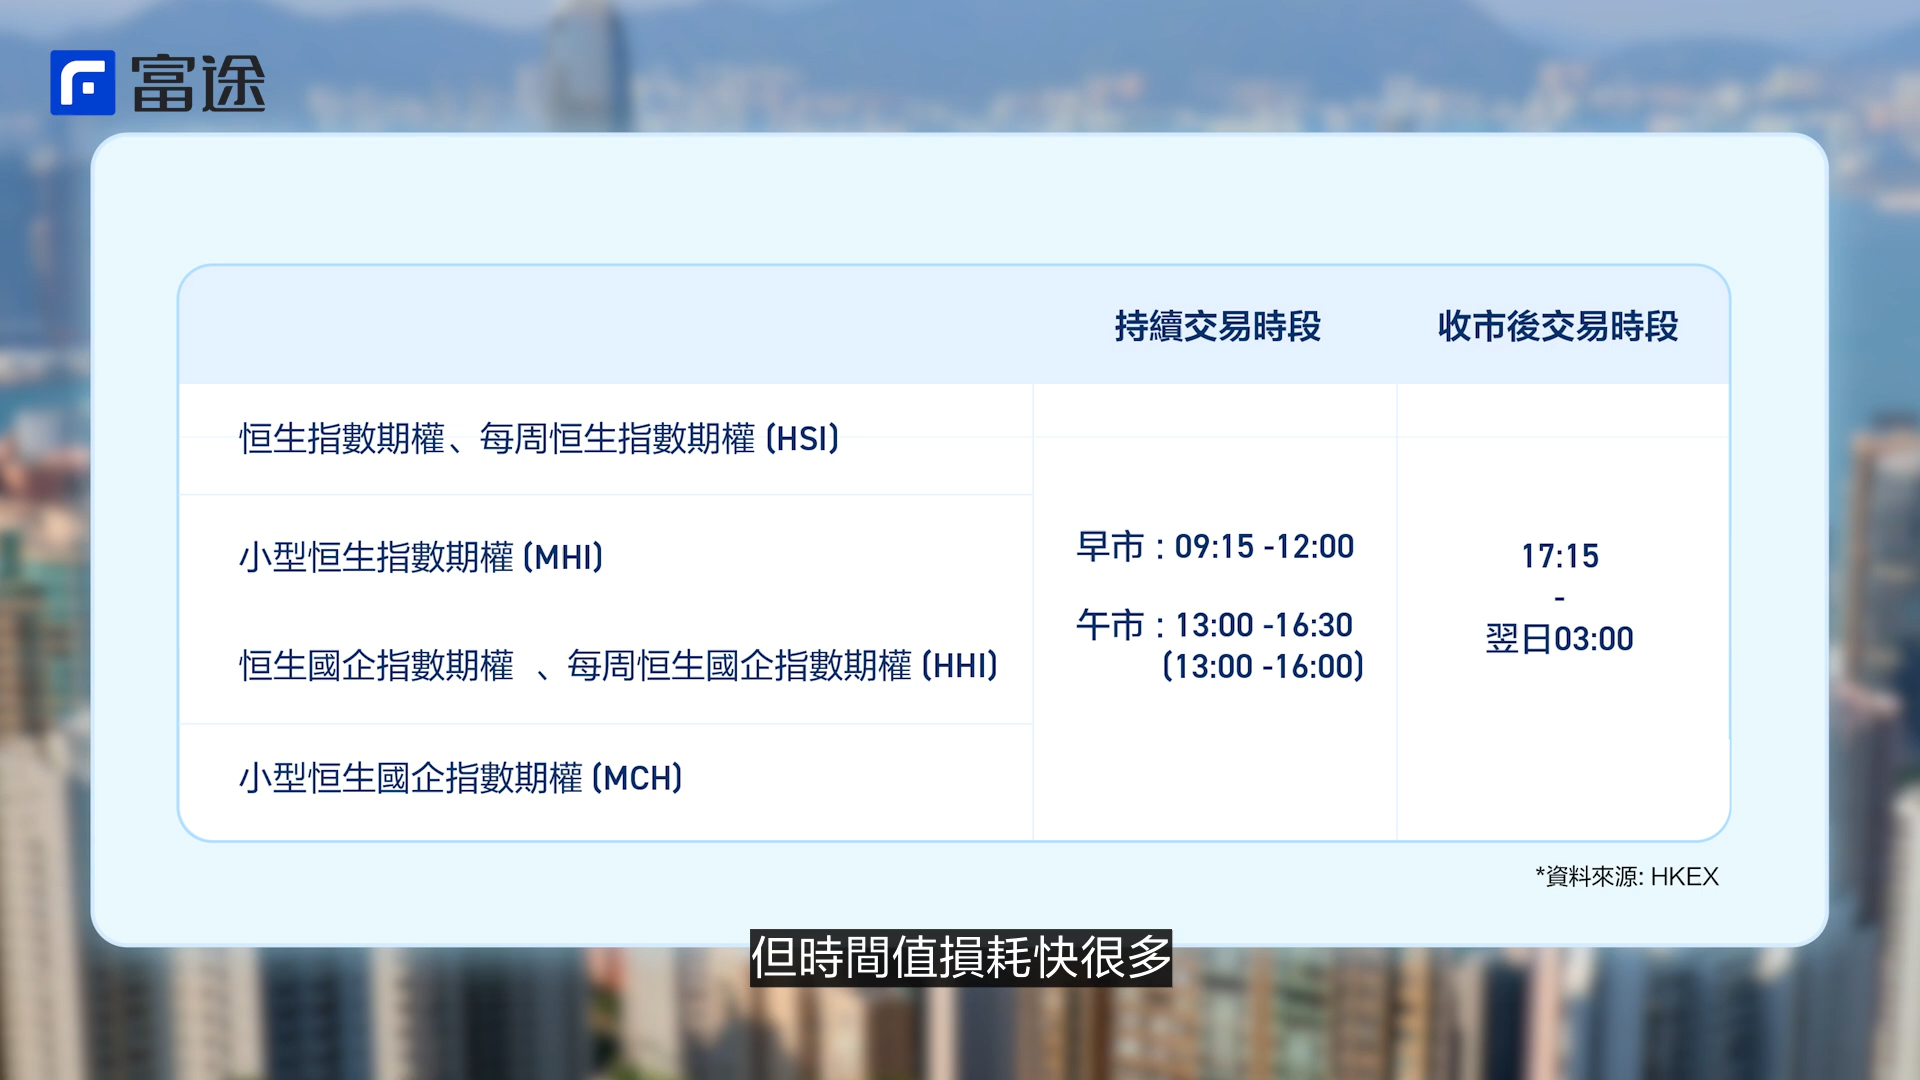 富途
持續交易時段 收市後交易時段
恒生指數期權、每周恒生指數期權 (HSI)
小型恒生指數期權 (MHI)
恒生國企指數期權 、每周恒生國企指數期權 (HHI)
小型恒生國企指數期權 (MCH)
早市 : 09:15 -12:00
午市 : 13:00 -16:30
(13:00 -16:00)
17:15
-
翌日03:00
*資料來源: HKEX
但時間值損耗快很多